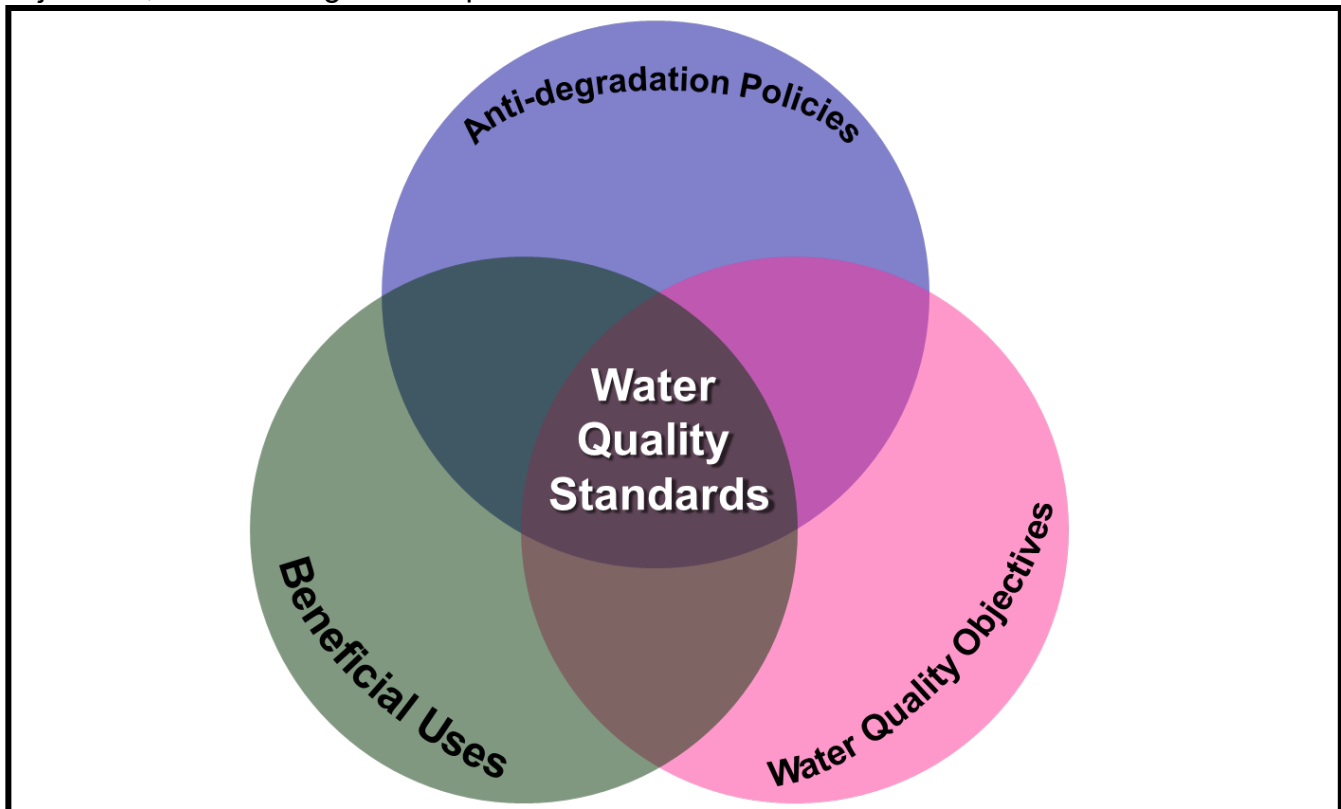 Anti-degradation Policies
Water
Quality
Standards
Beneficial Uses
Water Quality Objectives